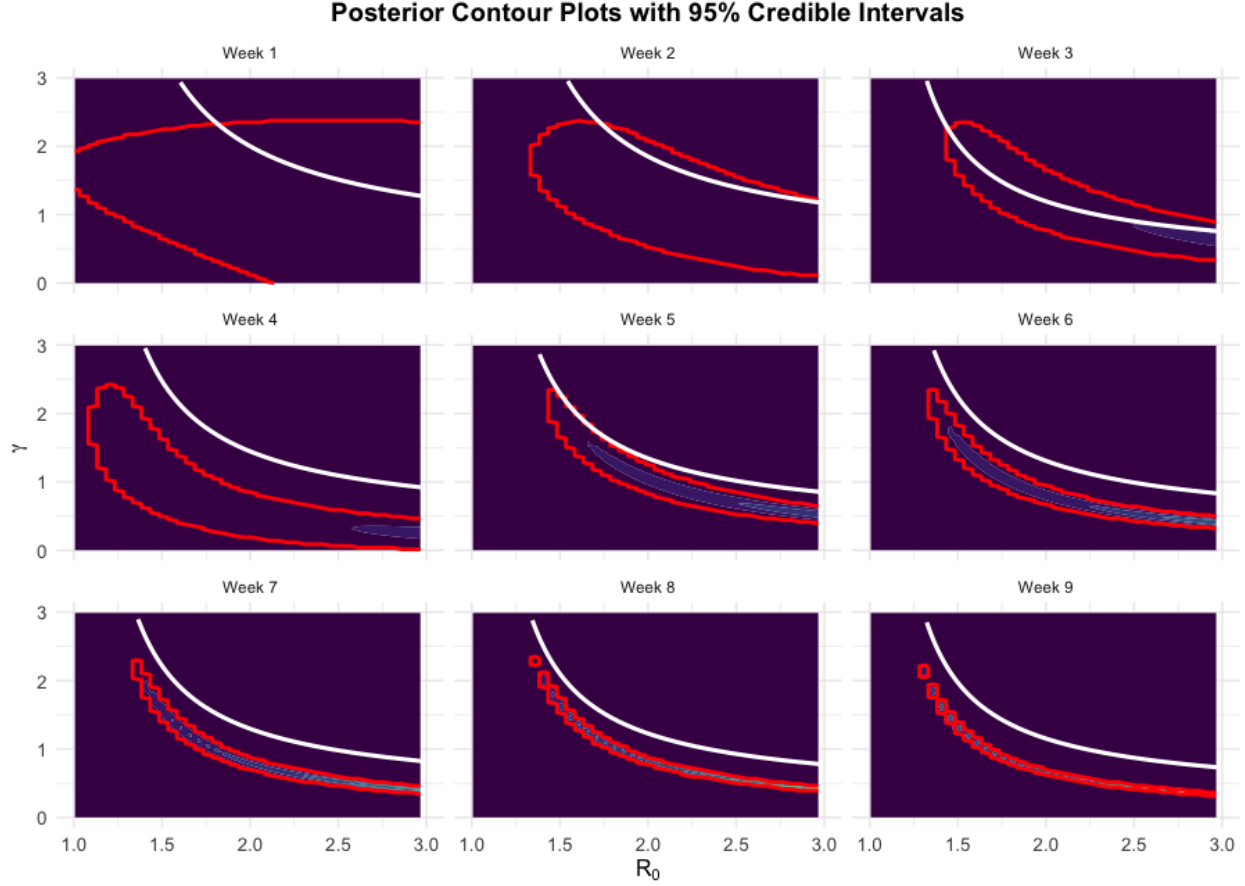 Posterior Contour Plots with 95% Credible Intervals
Week 1 Week 2 Week 3
3
2
1
0
Week 4 Week 5 Week 6
3
2
1
0
γ
Week 7 Week 8 Week 9
3
2
1
0
1.0 1.5 2.0 2.5 3.0 1.0 1.5 2.0 2.5 3.0 1.0 1.5 2.0 2.5 3.0
R₀